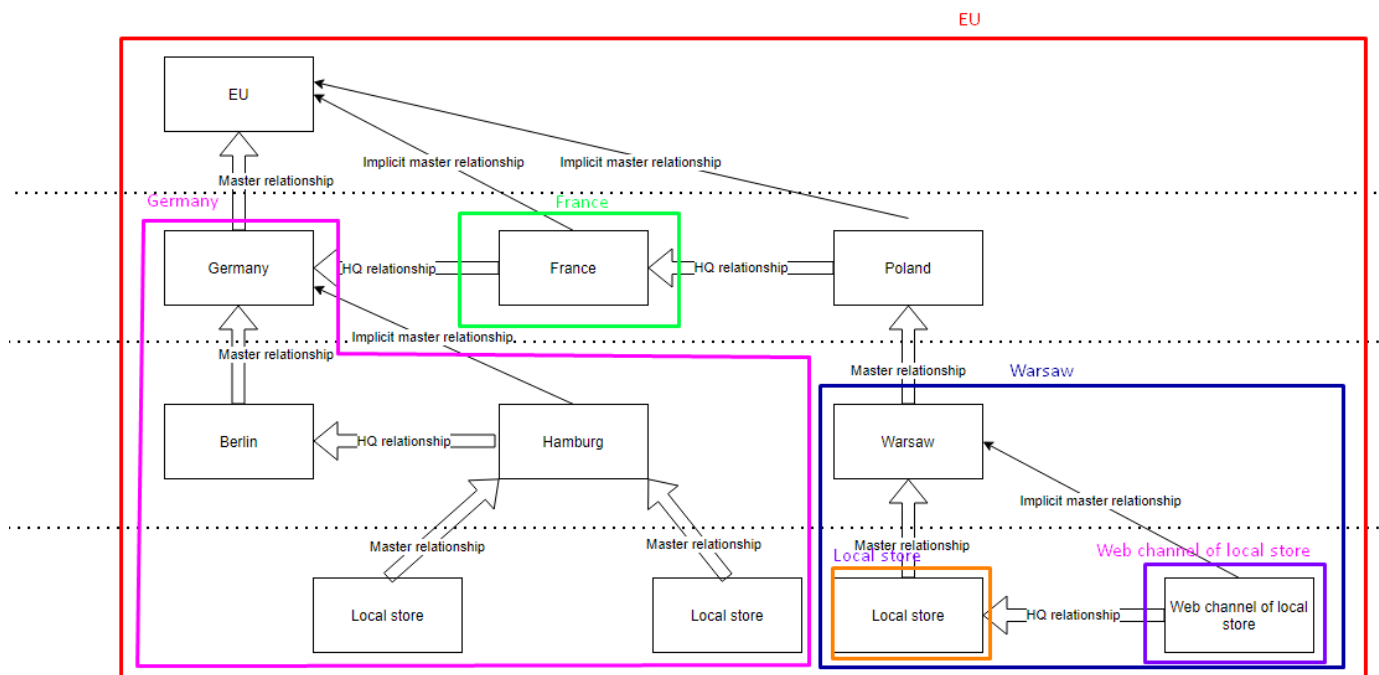 EU
EU
Implicit master relationship
Implicit master relationship
Master relationship
Germany
France
Germany
HQ relationship
France
HQ relationship
Poland
Implicit master relationship
Master relationship
Master relationship
Warsaw
Berlin
HQ relationship
Hamburg
Warsaw
Implicit master relationship
Master relationship
Master relationship
Master relationship
Local store
Web channel of local store
Local store
Local store
Local store
HQ relationship
Web channel of local
store